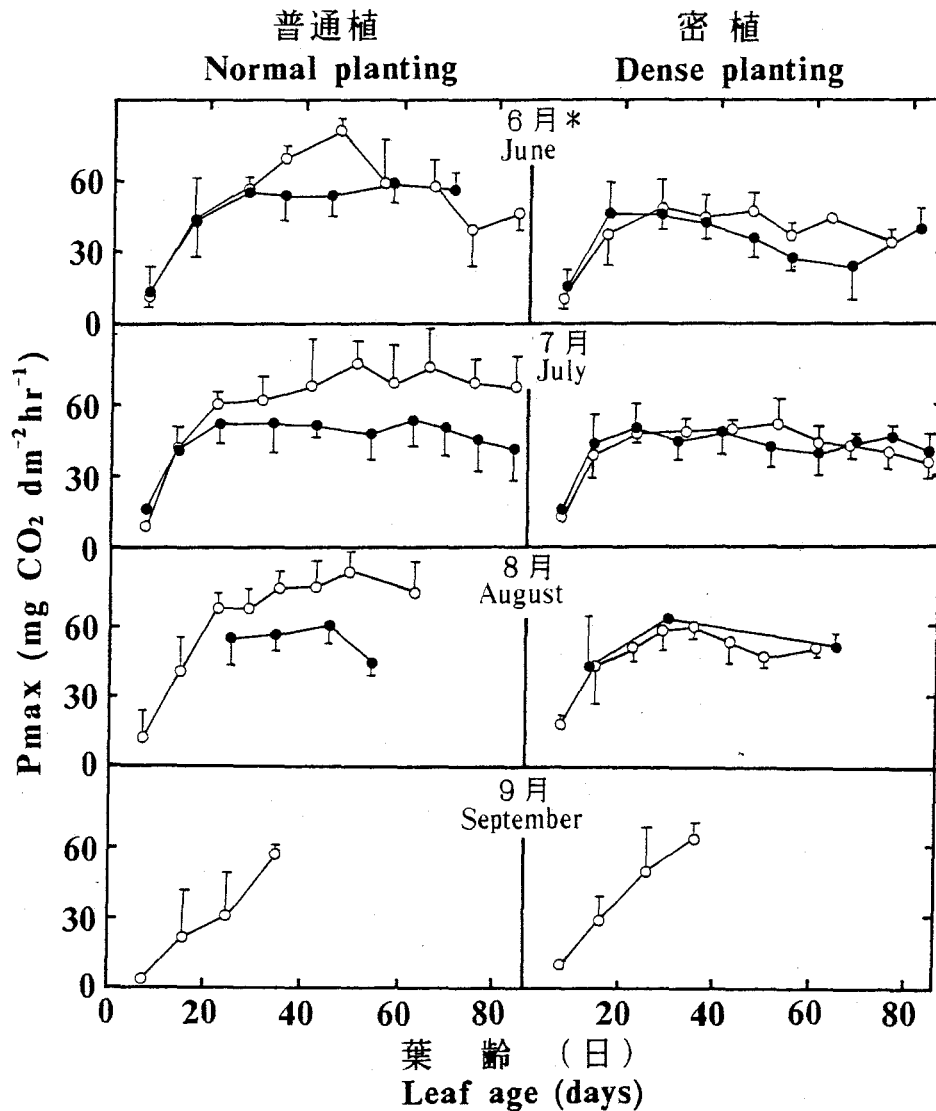 普通植
Normal planting
密植
Dense planting
6月*
June
60
30
0
7月
July
60
30
0
8月
August
60
30
0
9月
September
60
30
0
0 20 40 60 80 20 40 60 80
Pmax (mg CO₂ dm⁻² hr⁻¹)
葉齢(日)
Leaf age (days)